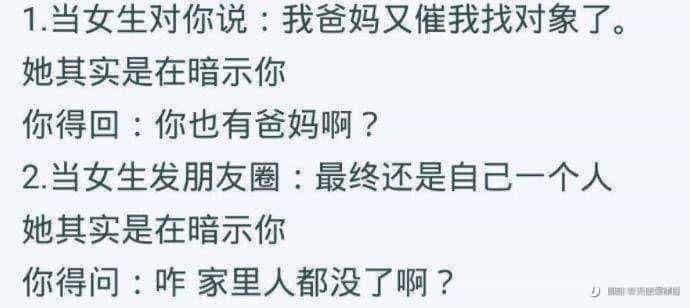 1.当女生对你说：我爸妈又催我找对象了。
她其实是在暗示你
你得回：你也有爸妈啊？
2.当女生发朋友圈：最终还是自己一个人
她其实是在暗示你
你得问：咋 家里人都没了啊？